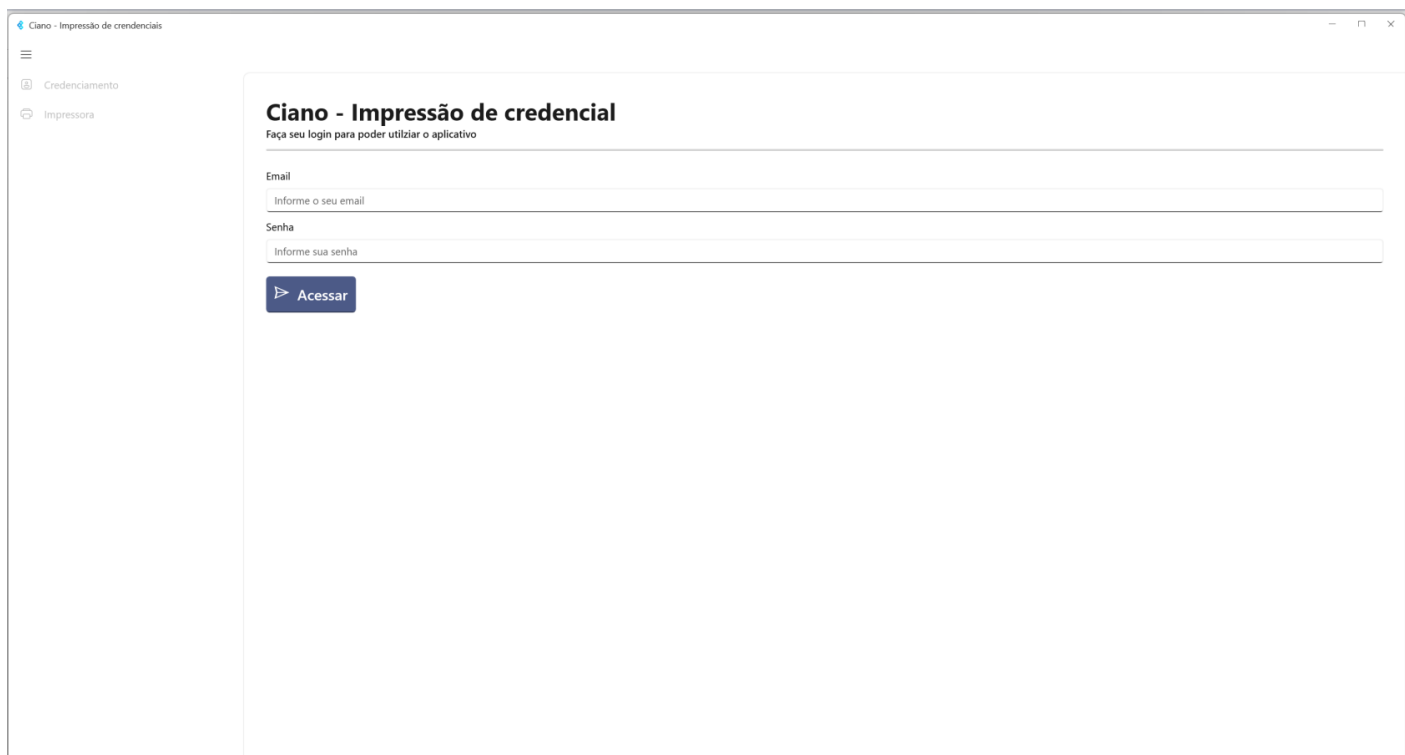 Ciano - Impressão de crendenciais
Credenciamento
Impressora
Ciano - Impressão de credencial
Faça seu login para poder utilziar o aplicativo
Email
Informe o seu email
Senha
Informe sua senha
Acessar